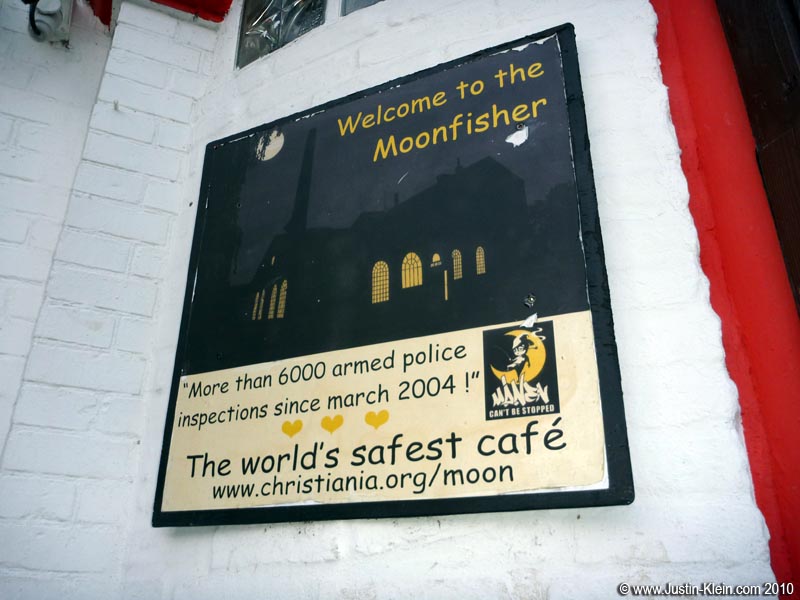 Welcome to the
Moonfisher
"More than 6000 armed police
inspections since march 2004 !"
MÅNEN
CAN'T BE STOPPED
The world's safest café
www.christiania.org/moon
© www.Justin-Klein.com 2010